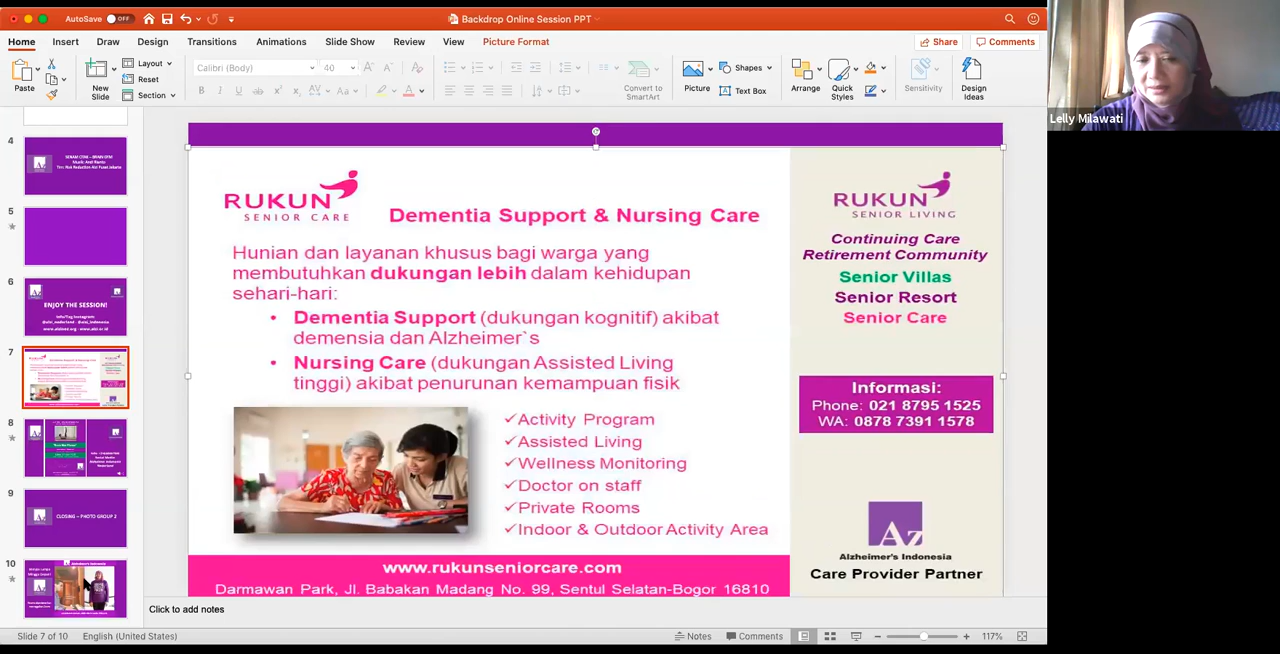 AutoSave OFF
Backdrop Online Session PPT
Home Insert Draw Design Transitions Animations Slide Show Review View Picture Format
Share Comments
Paste
New Slide
Layout
Reset
Section
Calibri (Body) 40
Convert to SmartArt
Picture
Shapes
Text Box
Arrange
Quick Styles
Sensitivity
Design Ideas
Lelly Milawati
4
5
6
ENJOY THE SESSION!
7
8
9
CLOSING - PHOTO GROUP 2
10
RUKUN
SENIOR CARE
Dementia Support & Nursing Care
Hunian dan layanan khusus bagi warga yang
membutuhkan dukungan lebih dalam kehidupan
sehari-hari:
• Dementia Support (dukungan kognitif) akibat
demensia dan Alzheimer`s
• Nursing Care (dukungan Assisted Living
tinggi) akibat penurunan kemampuan fisik
✓Activity Program
✓Assisted Living
✓Wellness Monitoring
✓Doctor on staff
✓Private Rooms
✓Indoor & Outdoor Activity Area
www.rukunseniorcare.com
Darmawan Park, Jl. Babakan Madang No. 99, Sentul Selatan-Bogor 16810
RUKUN
SENIOR LIVING
Continuing Care
Retirement Community
Senior Villas
Senior Resort
Senior Care
Informasi:
Phone: 021 8795 1525
WA: 0878 7391 1578
Az
Alzheimer's Indonesia
Care Provider Partner
Click to add notes
Slide 7 of 10 English (United States)
Notes Comments 117%